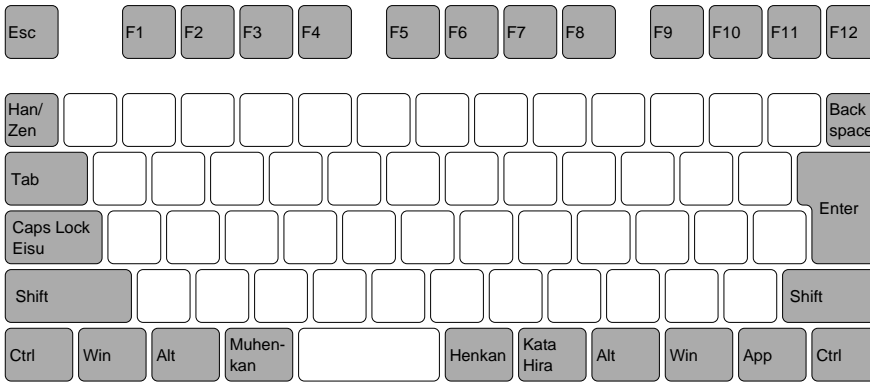 Esc F1 F2 F3 F4 F5 F6 F7 F8 F9 F10 F11 F12
Han/
Zen
Back
space
Tab
Enter
Caps Lock
Eisu
Shift Shift
Ctrl Win Alt
Muhen-
kan
Henkan
Kata
Hira
Alt Win App Ctrl